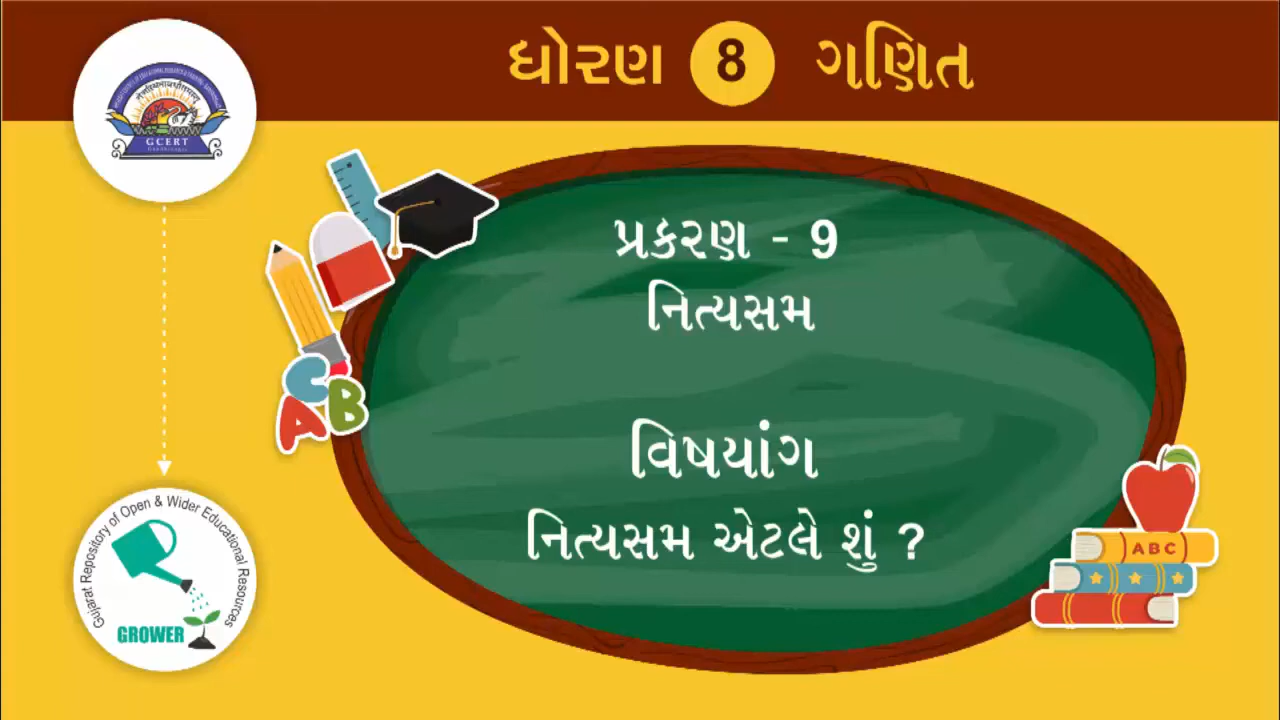 ધોરણ 8 ગણિત
GCERT
પ્રકરણ - 9
નિત્યસમ
C
A B
વિષયાંગ
નિત્યસમ એટલે શું ?
ABC
Gujarat Repository of Open & Wider Educational Resources
GROWER